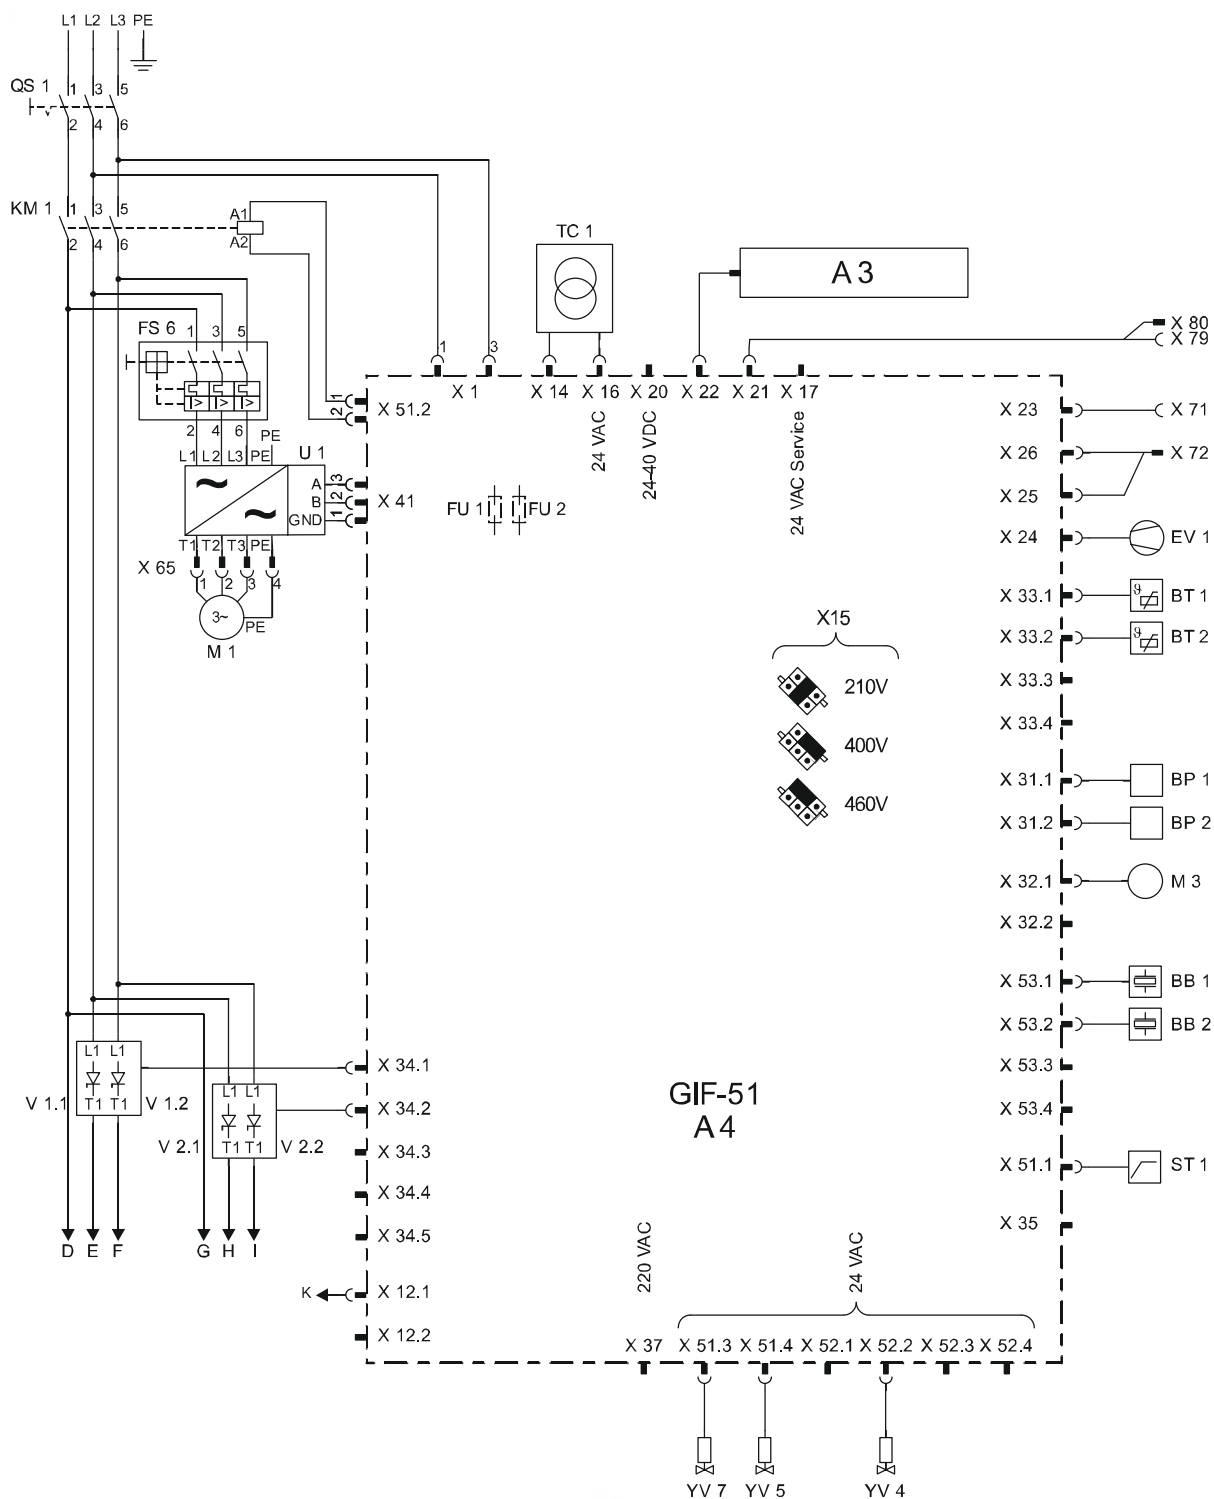 L1 L2 L3 PE
QS 1
1 3 5
2 4 6
KM 1
1 3 5
2 4 6
A1
A2
TC 1
A 3
X 80
X 79
FS 6
1 3 5
I> I> I>
2 4 6
L1 L2 L3 PE
PE
U 1
A
B
GND
3
2
1
T1 T2 T3 PE
X 65
1 2 3 4
3~
PE
M 1
1
2
X 51.2
X 41
1 3
X 1
X 14
X 16
X 20
X 22
X 21
X 17
24 VAC
24-40 VDC
24 VAC Service
FU 1
FU 2
X 23
X 71
X 26
X 72
X 25
X 24
EV 1
X 33.1
ϑ
BT 1
X 33.2
ϑ
BT 2
X 33.3
X 33.4
X15
210V
400V
460V
X 31.1
BP 1
X 31.2
BP 2
X 32.1
M 3
X 32.2
X 53.1
BB 1
X 53.2
BB 2
X 53.3
X 53.4
X 51.1
ST 1
X 35
GIF-51
A 4
L1 L1
T1 T1
V 1.1
V 1.2
L1 L1
T1 T1
V 2.1
V 2.2
X 34.1
X 34.2
X 34.3
X 34.4
X 34.5
D E F
G H I
K
X 12.1
X 12.2
220 VAC
24 VAC
X 37
X 51.3
X 51.4
X 52.1
X 52.2
X 52.3
X 52.4
YV 7
YV 5
YV 4